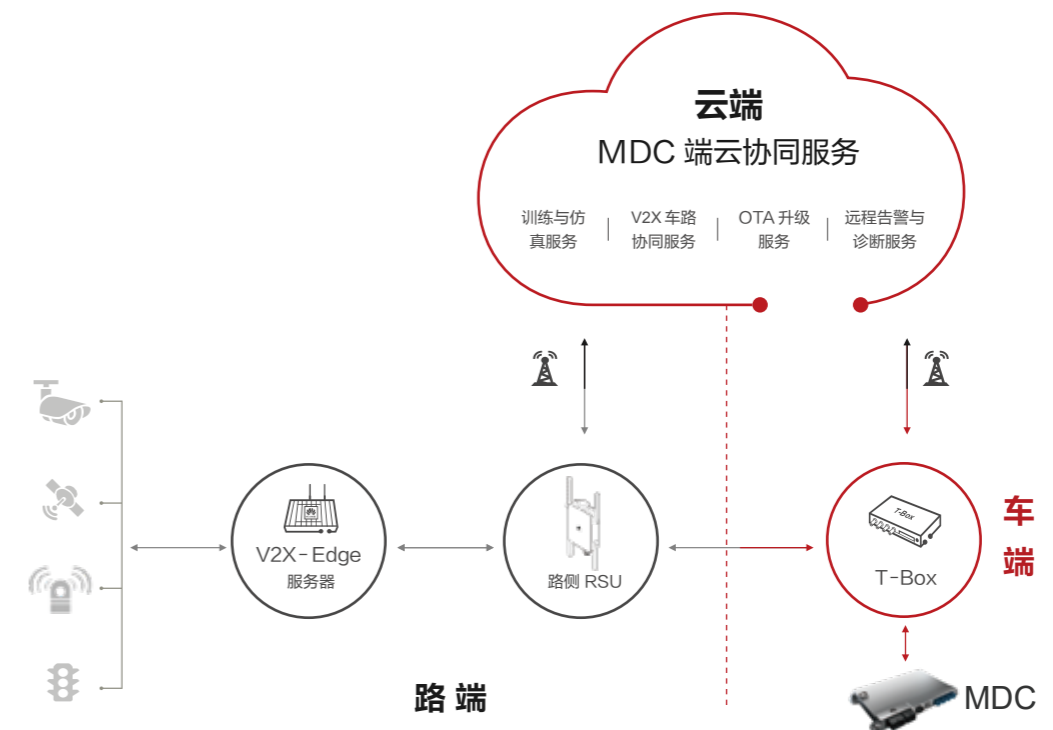 云端
MDC 端云协同服务
训练与仿
真服务
V2X 车路
协同服务
OTA 升级
服务
远程告警与
诊断服务
V2X-Edge
服务器
路侧 RSU
T-Box
T-Box
车
端
MDC
路 端